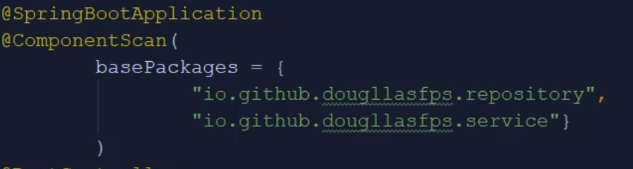 @SpringBootApplication
@ComponentScan(
basePackages = {
"io.github.dougllasfps.repository",
"io.github.dougllasfps.service"}
)